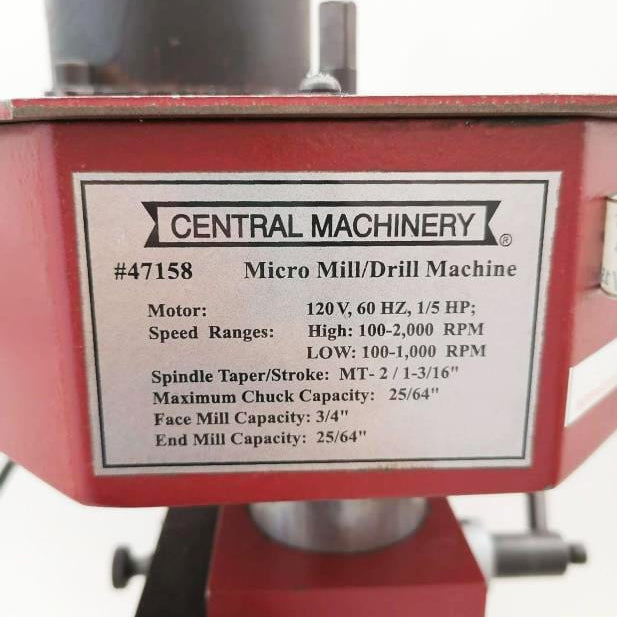 CENTRAL MACHINERY ®
#47158 Micro Mill/Drill Machine
Motor: 120V, 60 HZ, 1/5 HP;
Speed Ranges: High: 100-2,000 RPM
LOW: 100-1,000 RPM
Spindle Taper/Stroke: MT- 2 / 1-3/16"
Maximum Chuck Capacity: 25/64"
Face Mill Capacity: 3/4"
End Mill Capacity: 25/64"